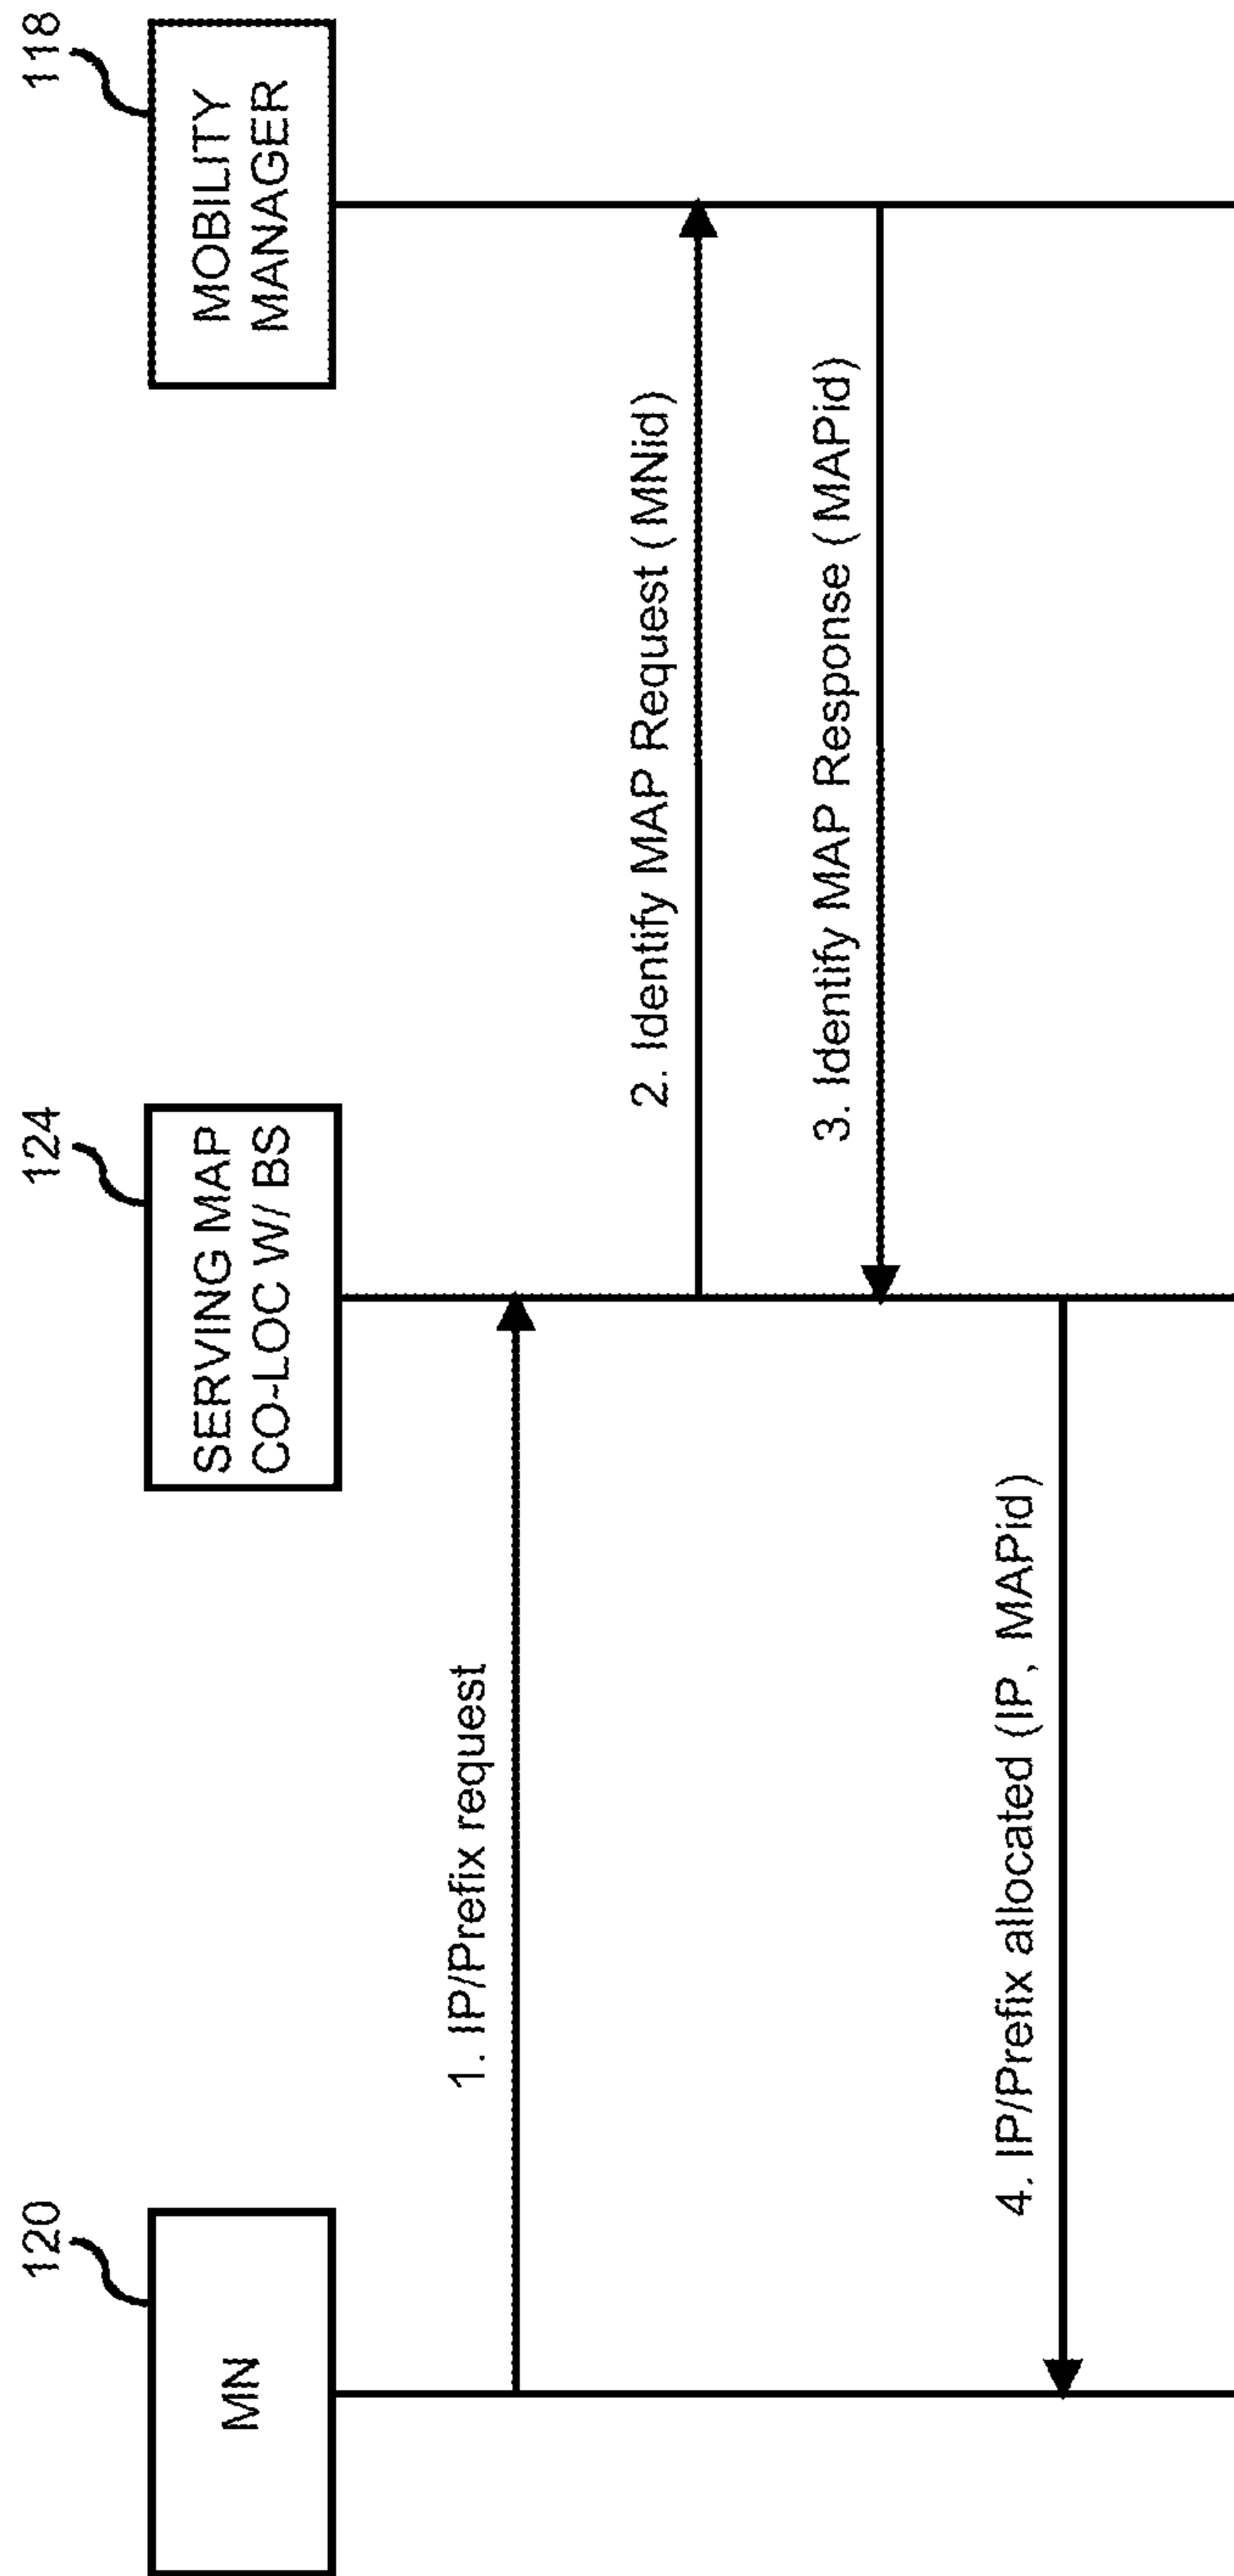 120
124
118
MN
SERVING MAP
CO-LOC W/ BS
MOBILITY
MANAGER
1. IP/Prefix request
2. Identify MAP Request (MNid)
3. Identify MAP Response (MAPid)
4. IP/Prefix allocated (IP, MAPid)